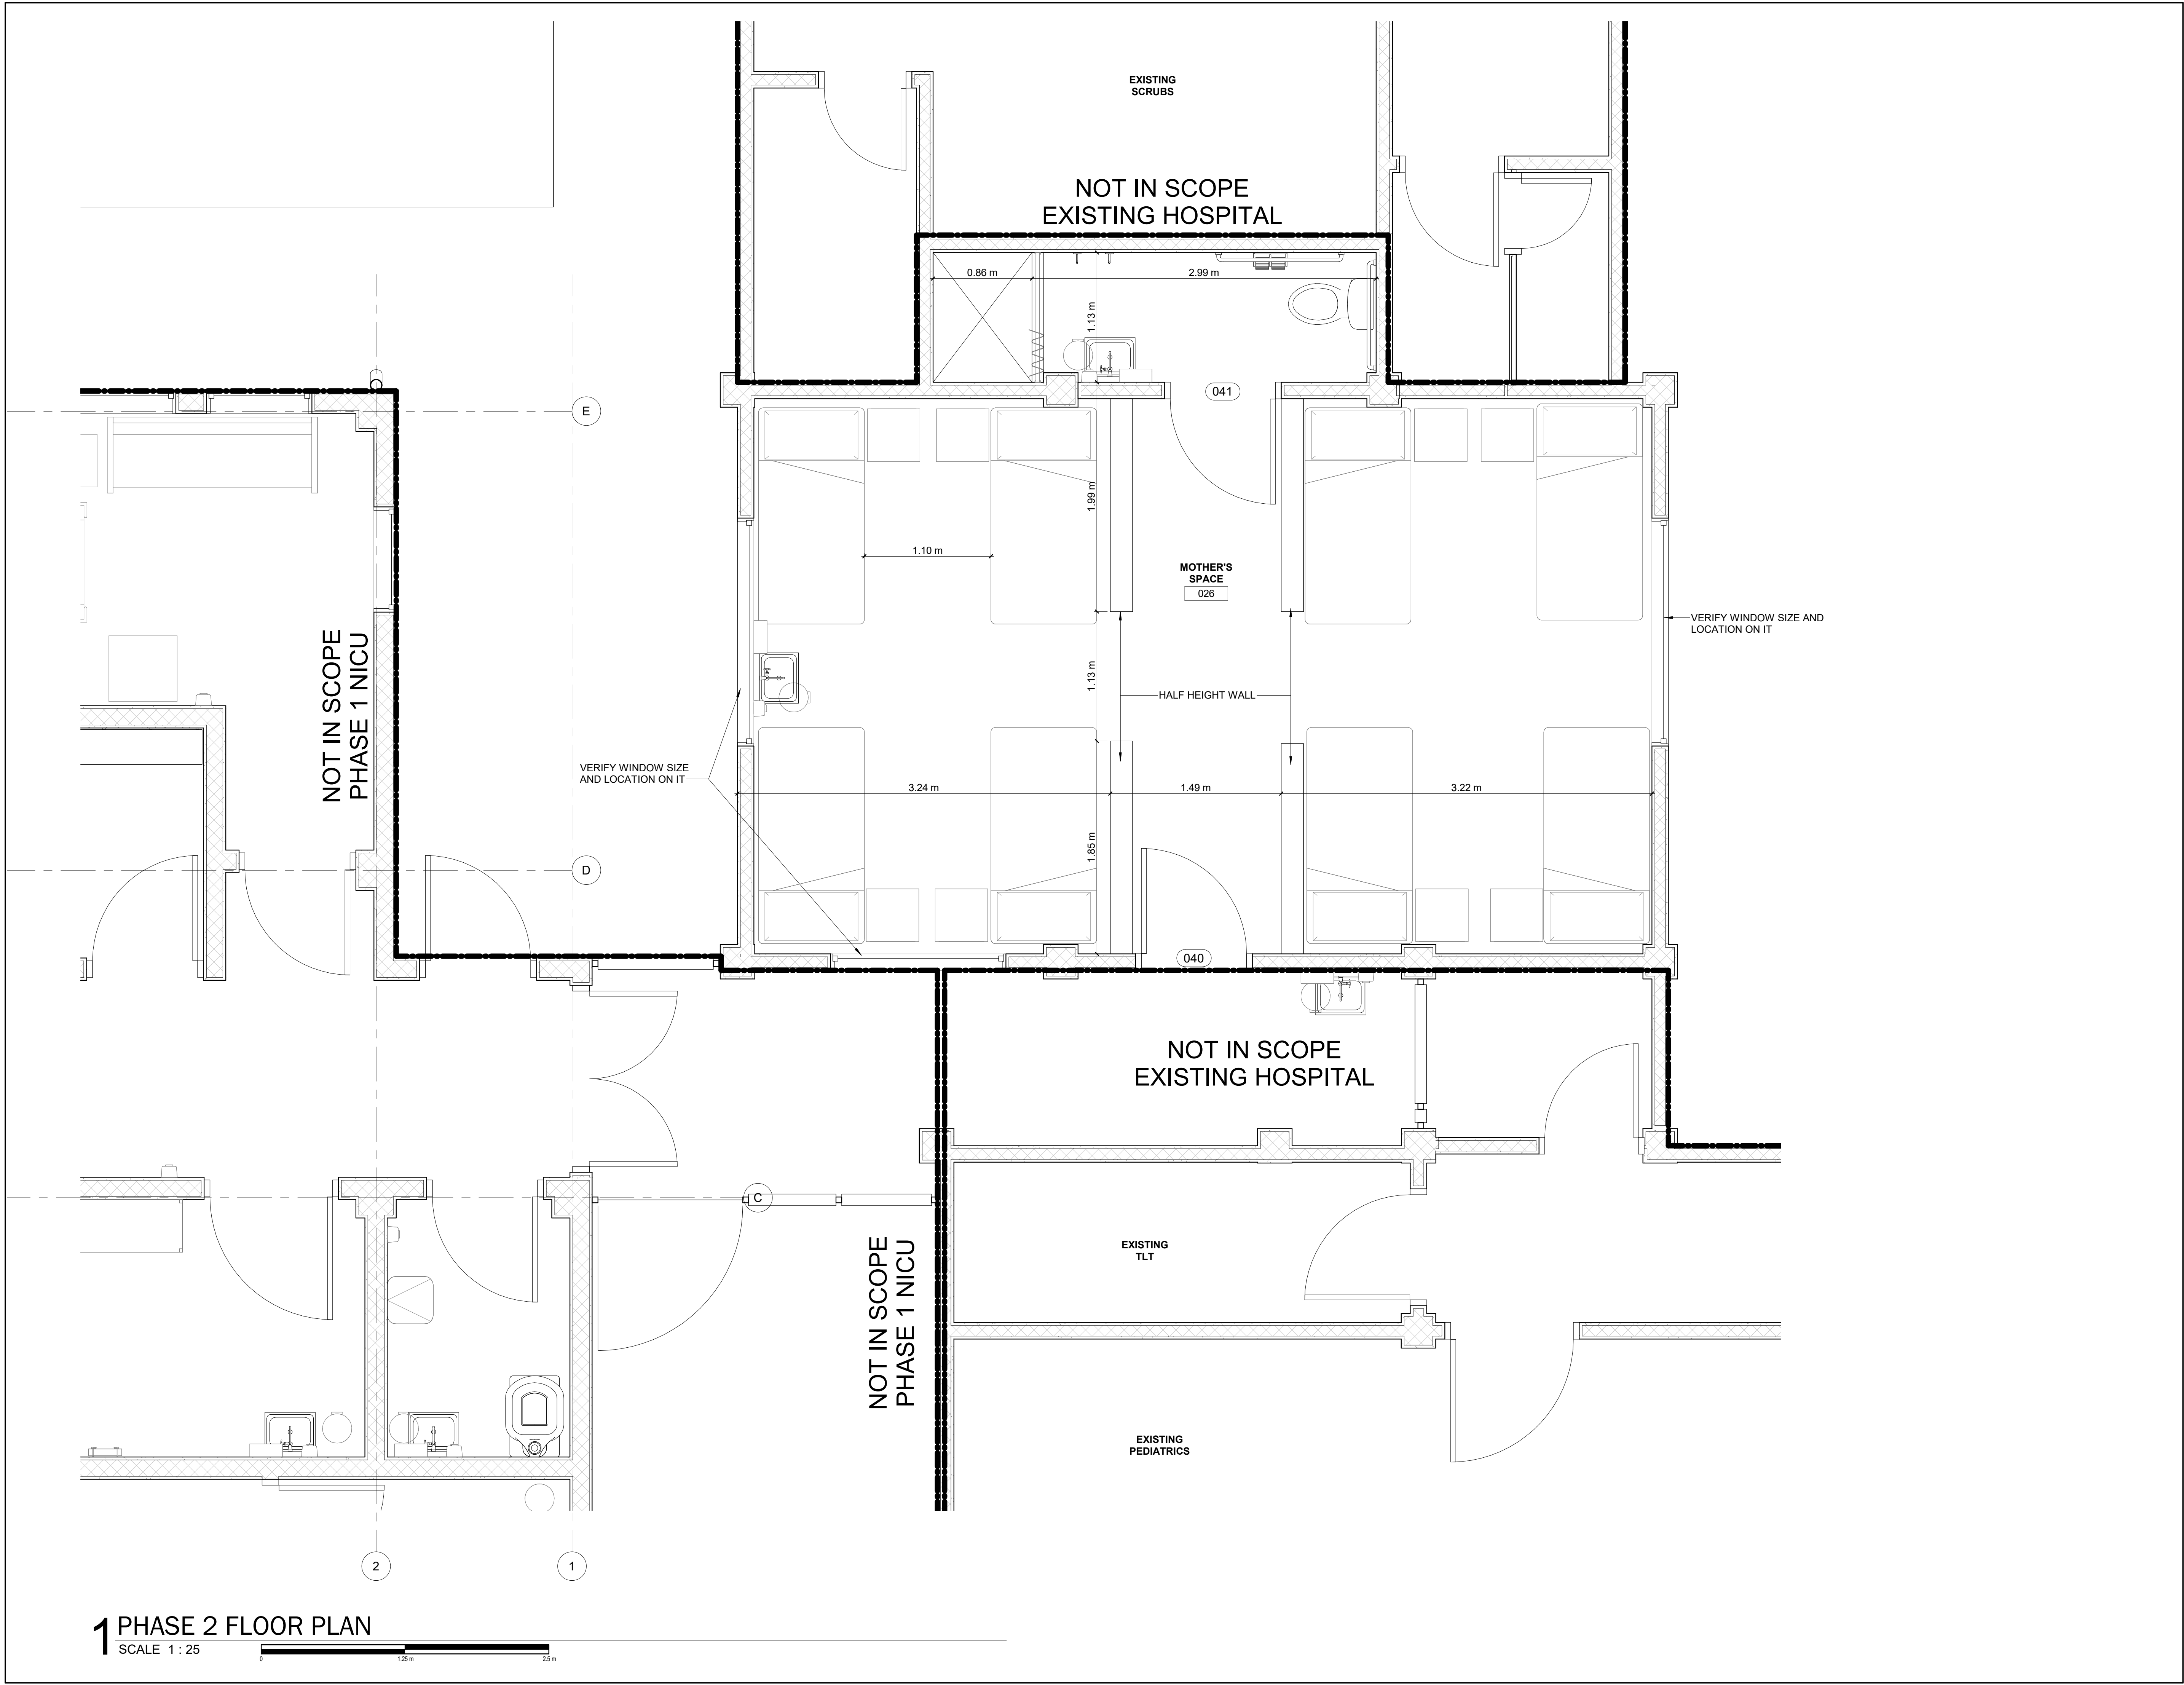 EXISTING
SCRUBS
NOT IN SCOPE
EXISTING HOSPITAL
0.86 m
2.99 m
1.13 m
041
E
1.99 m
1.10 m
MOTHER'S
SPACE
026
VERIFY WINDOW SIZE AND
LOCATION ON IT
NOT IN SCOPE
PHASE 1 NICU
1.13 m
HALF HEIGHT WALL
VERIFY WINDOW SIZE
AND LOCATION ON IT
3.24 m
1.49 m
3.22 m
1.85 m
D
040
NOT IN SCOPE
EXISTING HOSPITAL
C
NOT IN SCOPE
PHASE 1 NICU
EXISTING
TLT
EXISTING
PEDIATRICS
2
1
1 PHASE 2 FLOOR PLAN
SCALE 1 : 25
0
1.25 m
2.5 m